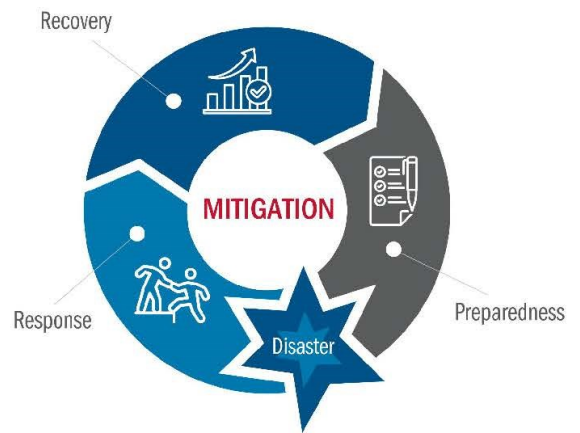 Recovery
MITIGATION
Response
Preparedness
Disaster